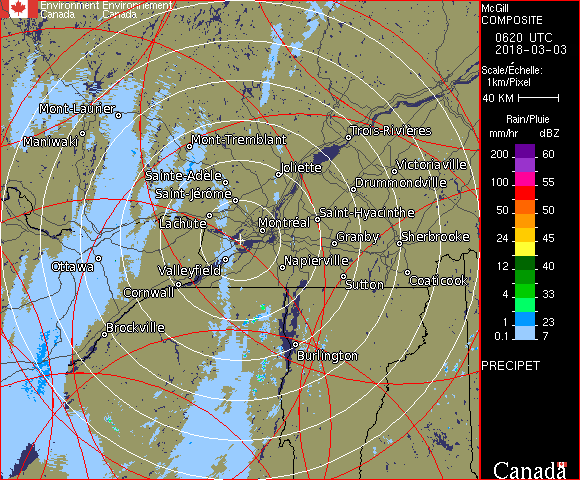 Environment Environnement
Canada Canada
McGill
COMPOSITE
0620 UTC
2018-03-03
Scale/Échelle:
1km/Pixel
40 KM
Rain/Pluie
mm/hr dBZ
200 60
100 55
50 50
24 45
12 40
4 33
1 23
0.1 7
PRECIPET
Canada
Mont-Laurier
Maniwaki
Mont-Tremblant
Trois-Rivières
Sainte-Adèle
Joliette
Victoriaville
Saint-Jérôme
Drummondville
Lachute
Montréal
Saint-Hyacinthe
Granby
Sherbrooke
Ottawa
Valleyfield
Napierville
Cornwall
Sutton
Coaticook
Brockville
Burlington